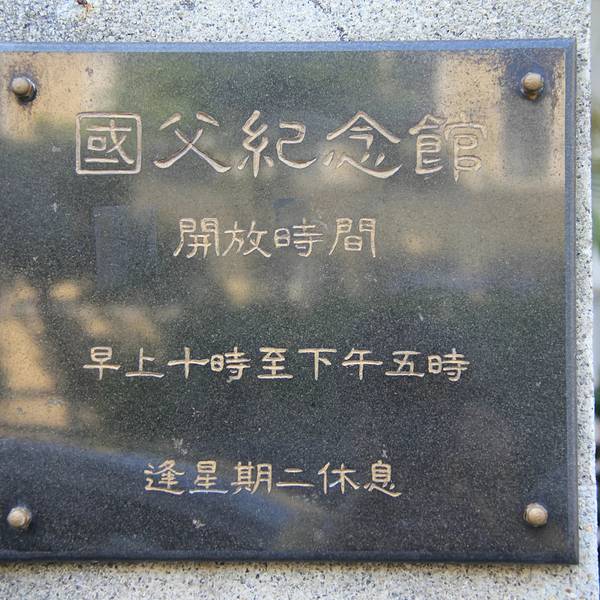 國父紀念館
開放時間
早上十時至下午五時
逢星期二休息